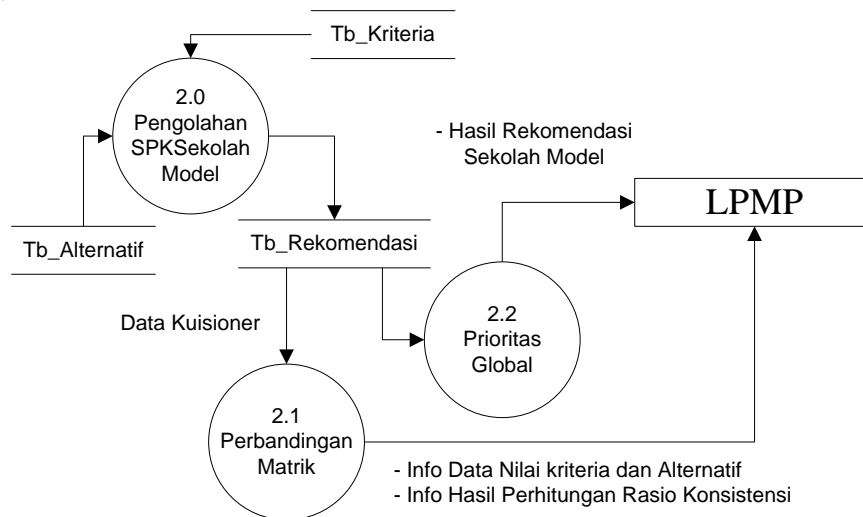 Tb_Kriteria
2.0
Pengolahan
SPKSekolah
Model
- Hasil Rekomendasi
Sekolah Model
LPMP
Tb_Alternatif
Tb_Rekomendasi
Data Kuisioner
2.2
Prioritas
Global
2.1
Perbandingan
Matrik
- Info Data Nilai kriteria dan Alternatif
- Info Hasil Perhitungan Rasio Konsistensi